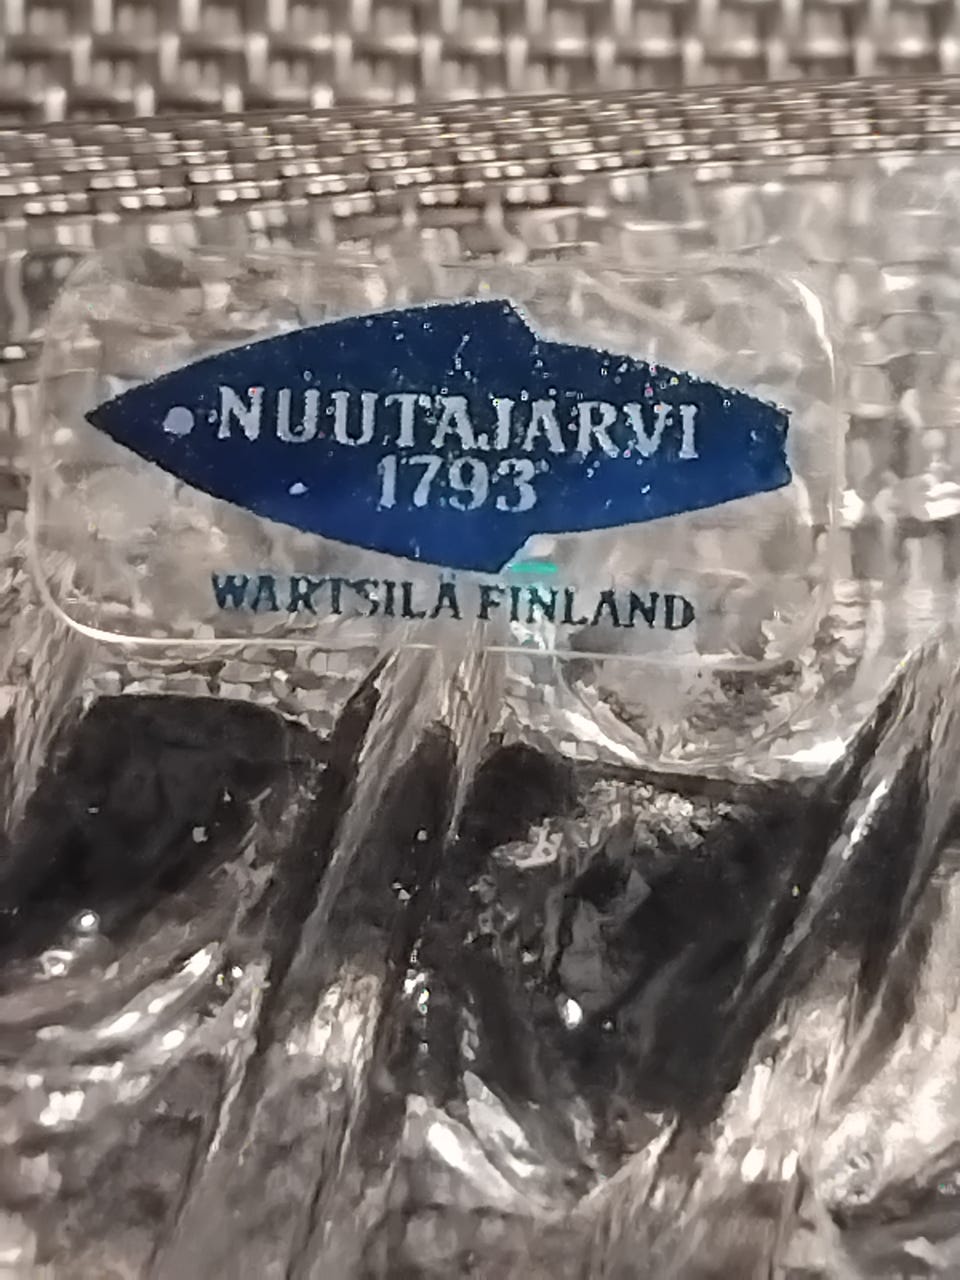 NUUTAJÄRVI
1793
WÄRTSILÄ FINLAND